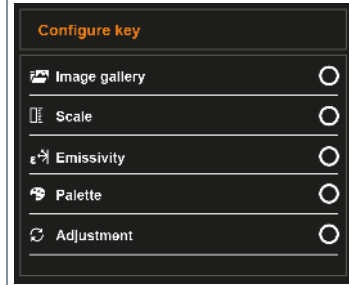 Configure key
Image gallery
Scale
Emissivity
Palette
Adjustment